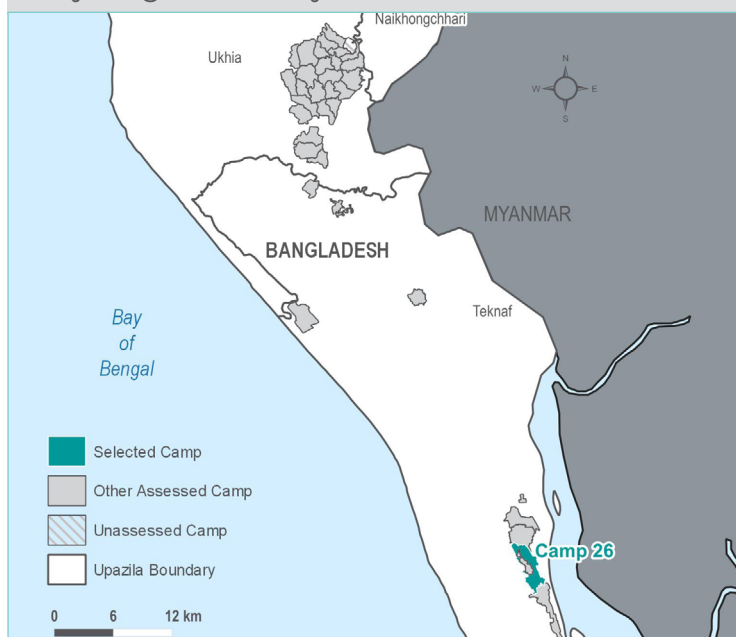 Naikhongchhari
Ukhia
N
W E
S
MYANMAR
BANGLADESH
Teknaf
Bay
of
Bengal
Selected Camp
Other Assessed Camp
Unassessed Camp
Camp 26
Upazila Boundary
0 6 12 km